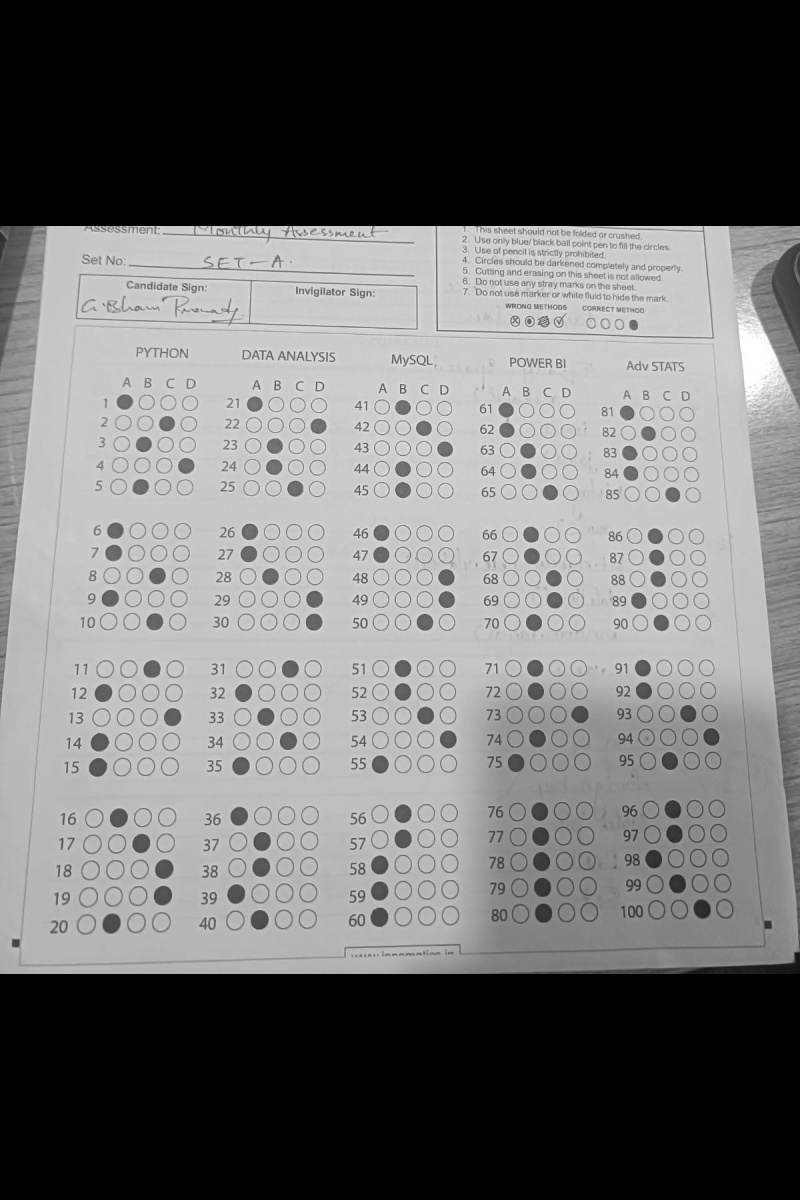 Assessment: Monthly Assessment
Set No: SET-A.
Candidate Sign:
Invigilator Sign:
1. This sheet should not be folded or crushed.
2. Use only blue/ black ball point pen to fill the circles.
3. Use of pencil is strictly prohibited.
4. Circles should be darkened completely and properly.
5. Cutting and erasing on this sheet is not allowed.
6. Do not use any stray marks on the sheet.
7. Do not use marker or white fluid to hide the mark.
WRONG METHODS CORRECT METHOD
PYTHON DATA ANALYSIS MySQL POWER BI Adv STATS
A B C D A B C D A B C D A B C D A B C D
1 21 41 61 81
2 22 42 62 82
3 23 43 63 83
4 24 44 64 84
5 25 45 65 85
6 26 46 66 86
7 27 47 67 87
8 28 48 68 88
9 29 49 69 89
10 30 50 70 90
11 31 51 71 91
12 32 52 72 92
13 33 53 73 93
14 34 54 74 94
15 35 55 75 95
16 36 56 76 96
17 37 57 77 97
18 38 58 78 98
19 39 59 79 99
20 40 60 80 100